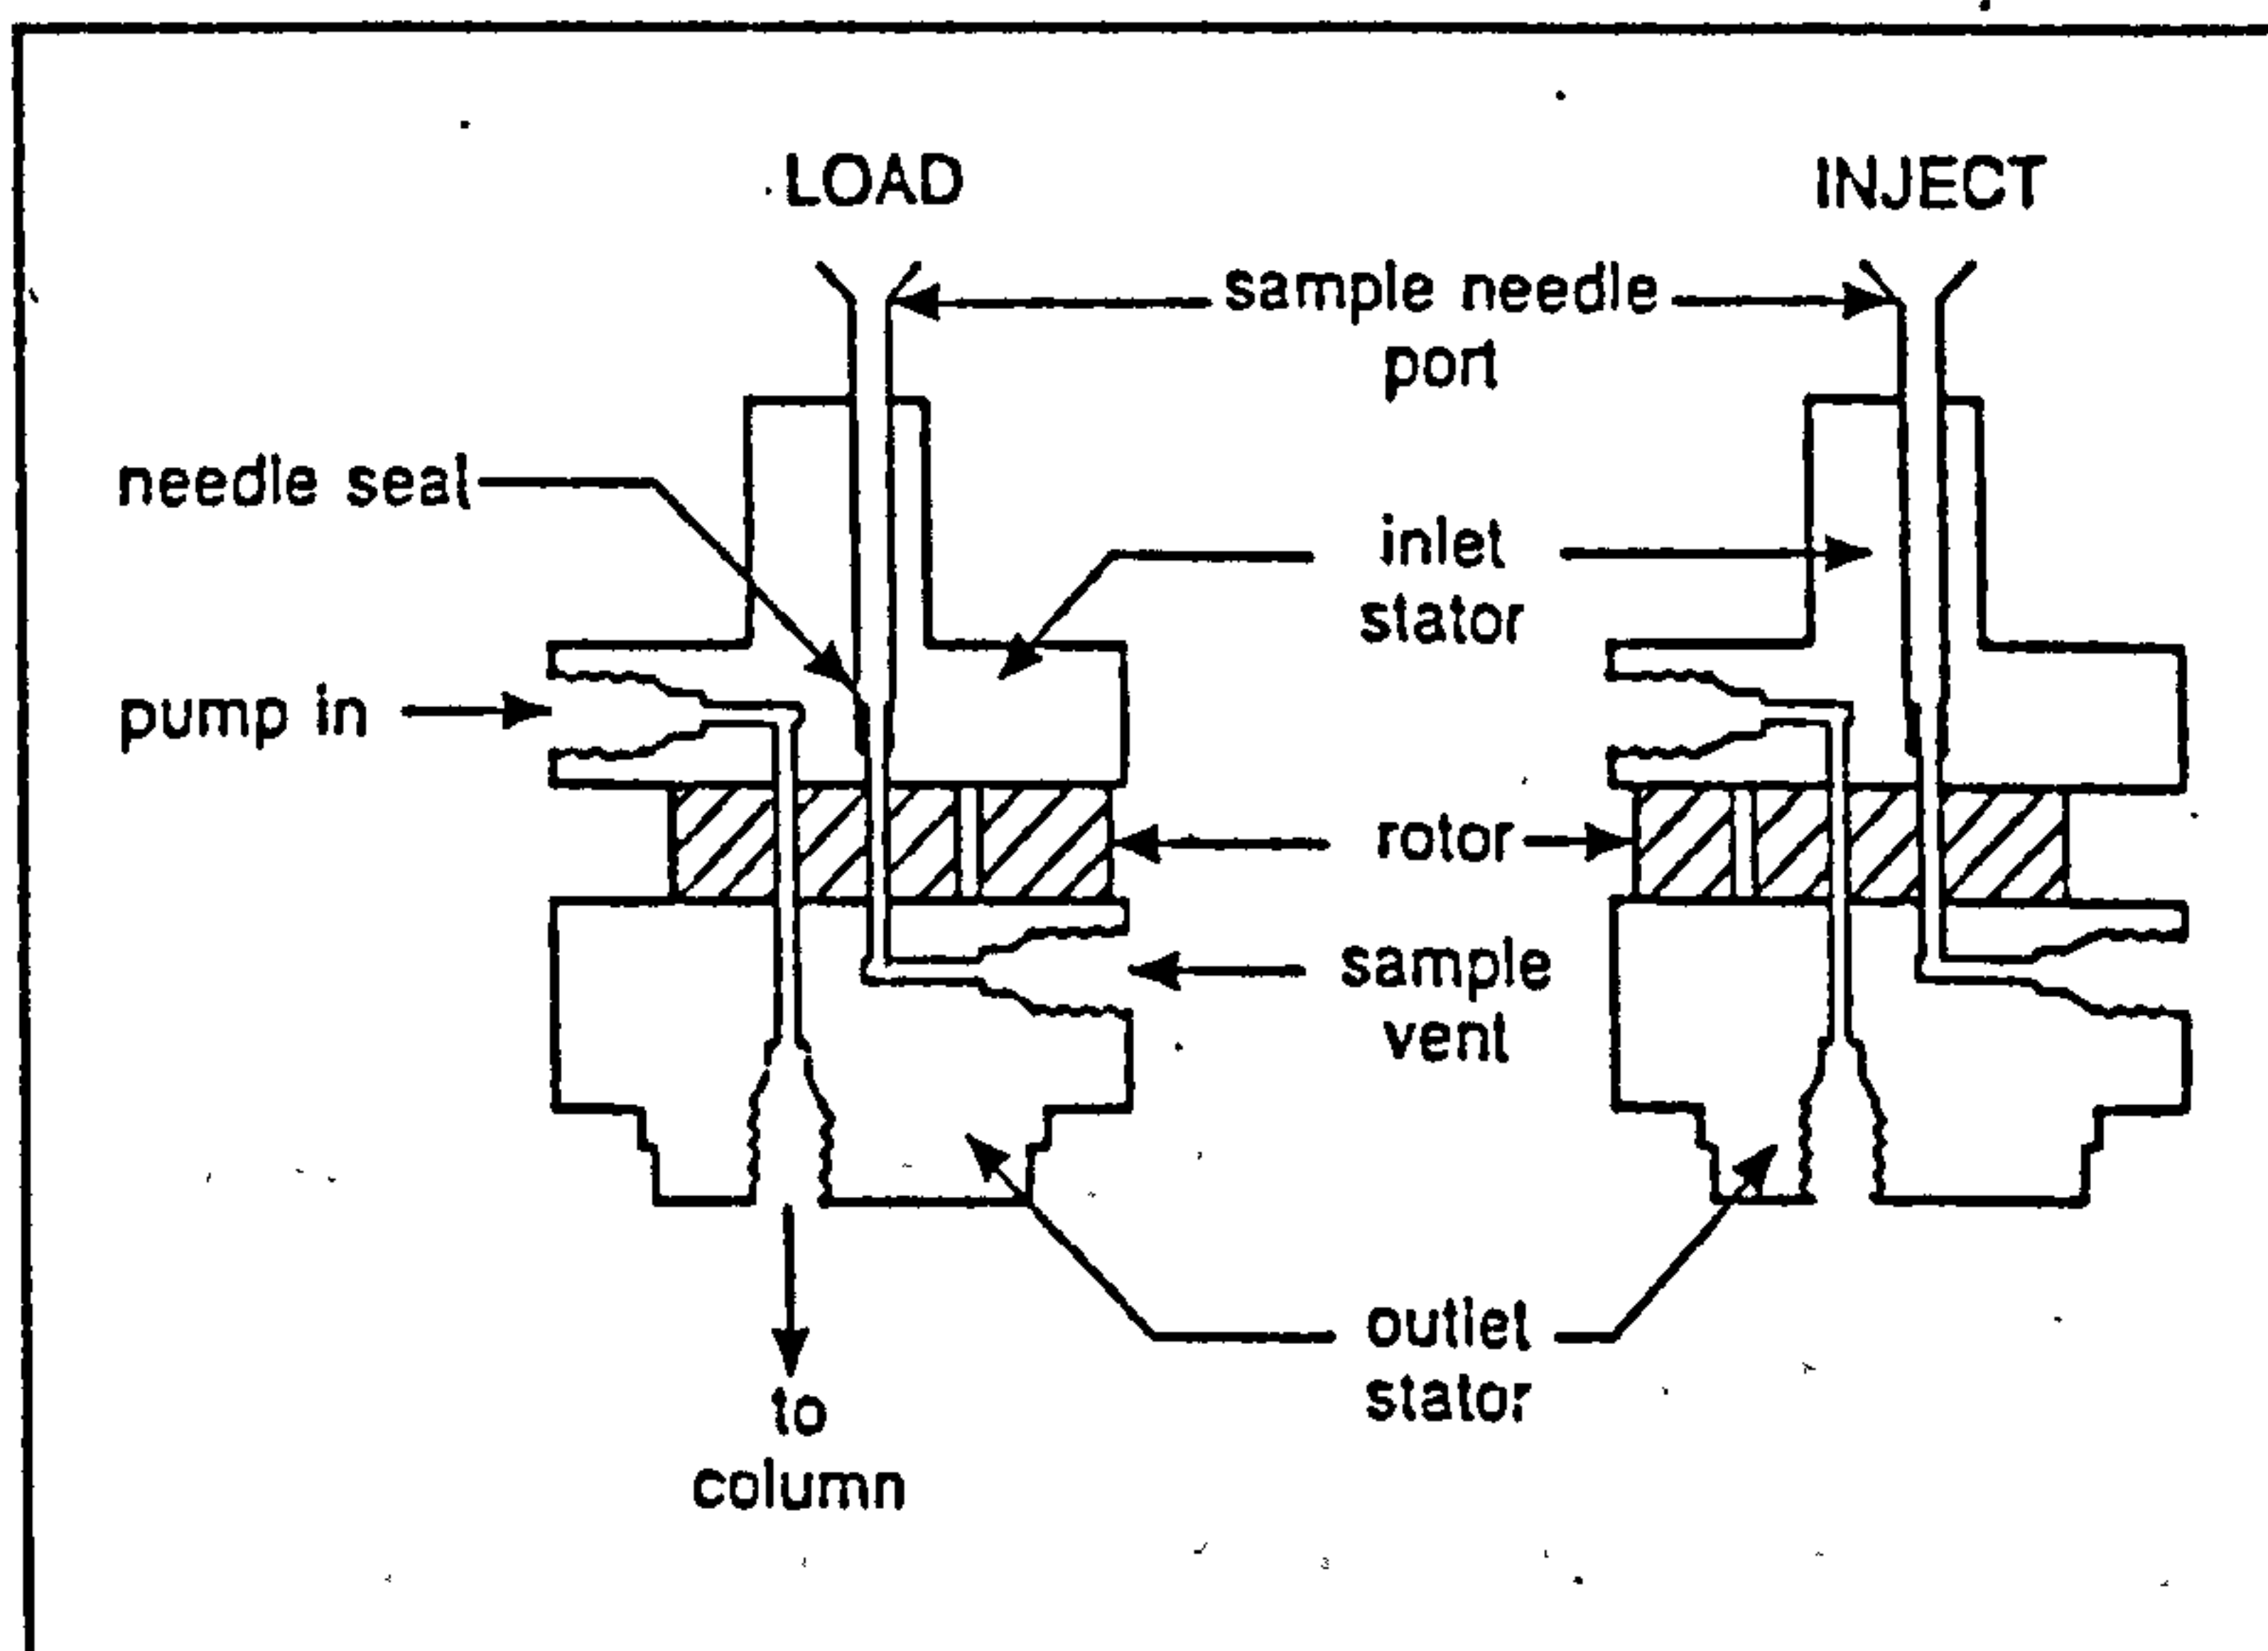 LOAD
INJECT
sample needle
port
needle seal
inlet
stator
pump in
rotor
sample
vent
outlet
stator
to
column